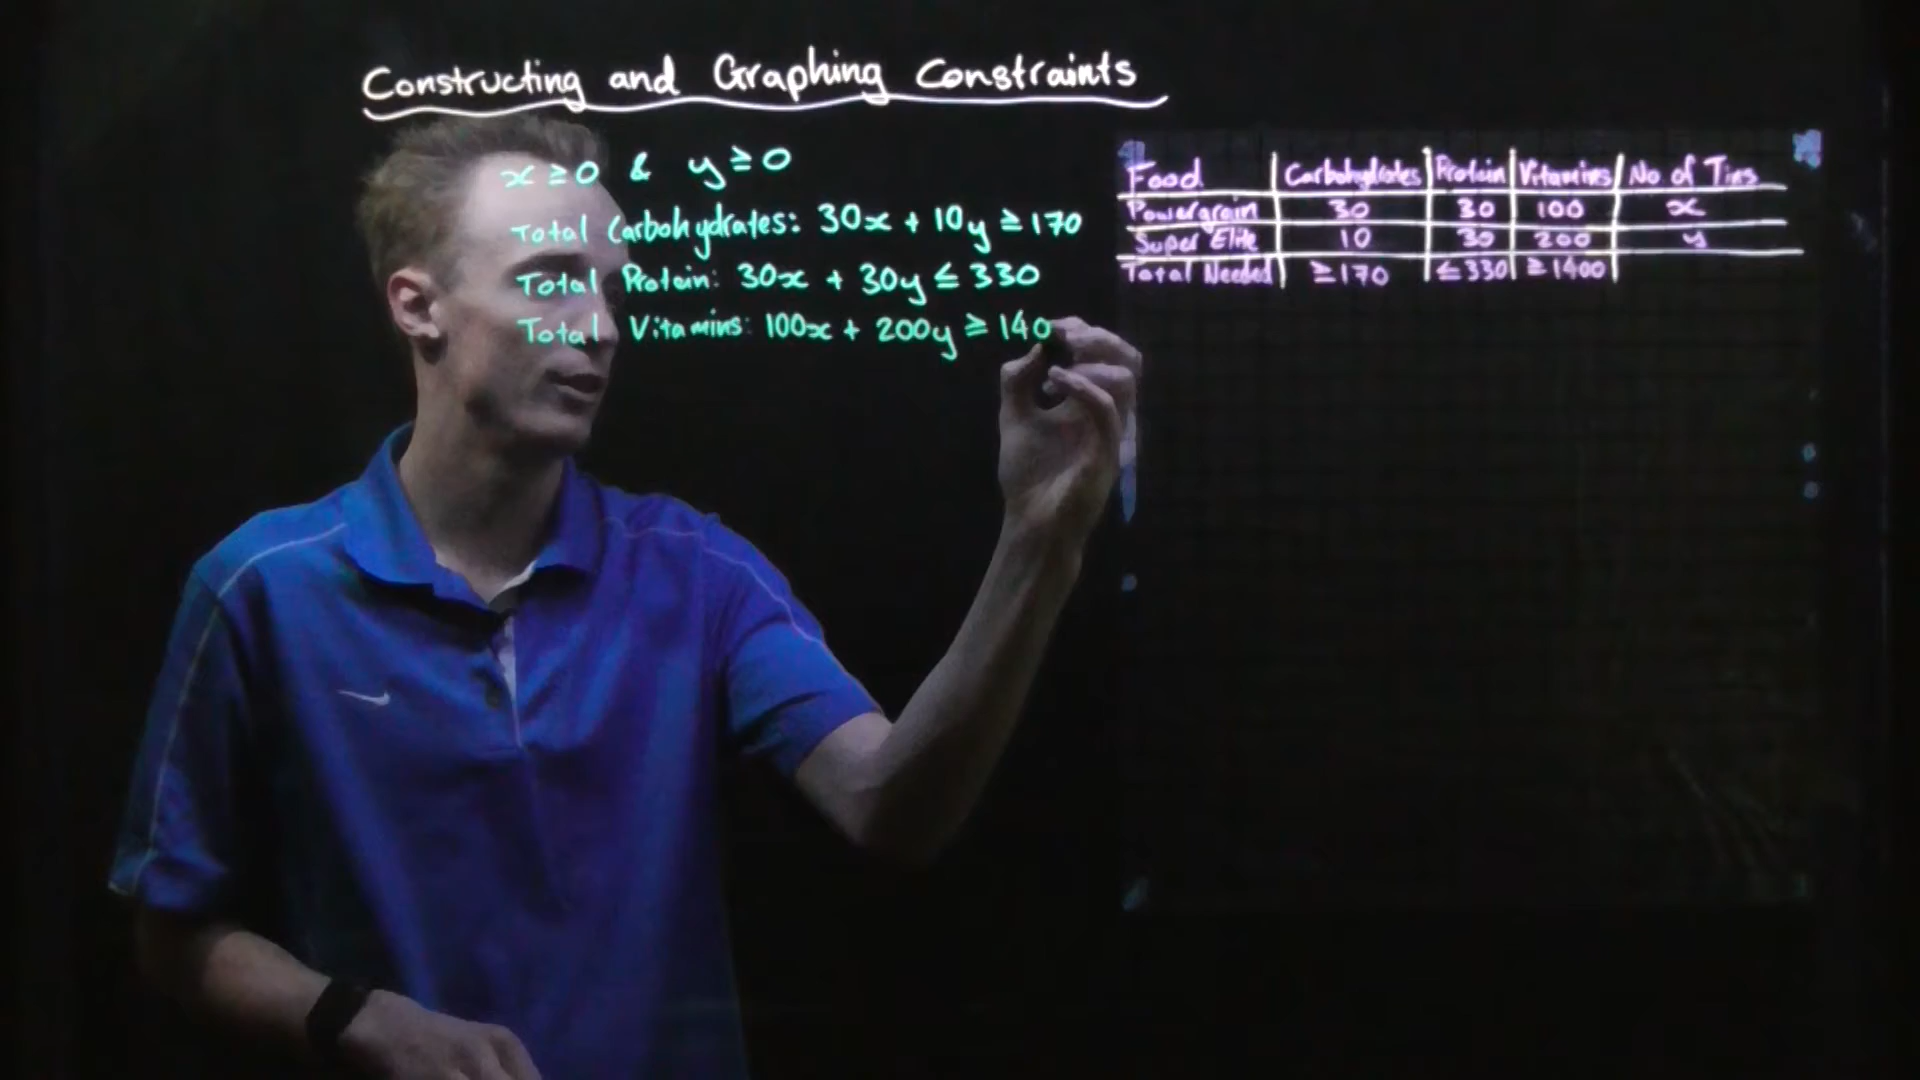 Constructing and Graphing Constraints
x ≥ 0 & y ≥ 0
Total Carbohydrates: 30x + 10y ≥ 170
Total Protein: 30x + 30y ≤ 330
Total Vitamins: 100x + 200y ≥ 140
Food Carbohydrates Protein Vitamins No of Tins
Powergrain 30 30 100 x
Super Elite 10 30 200 y
Total Needed ≥170 ≤330 ≥1400